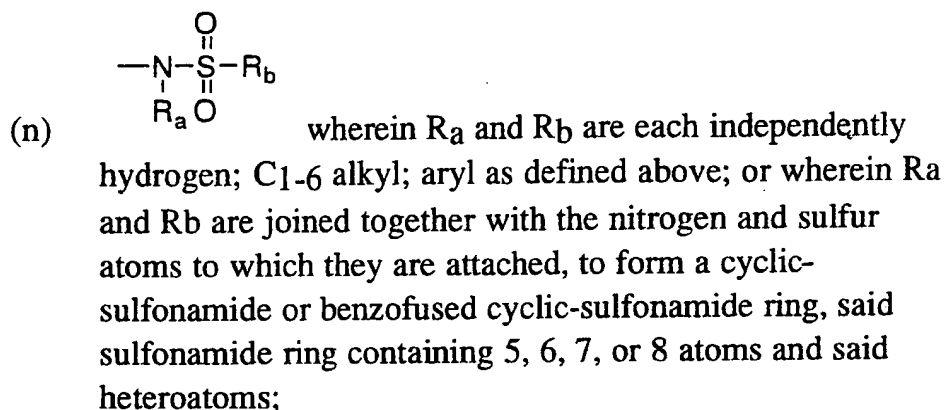 O
—N–S–Rb
Ra O
(n) wherein Ra and Rb are each independently
hydrogen; C1-6 alkyl; aryl as defined above; or wherein Ra
and Rb are joined together with the nitrogen and sulfur
atoms to which they are attached, to form a cyclic-
sulfonamide or benzofused cyclic-sulfonamide ring, said
sulfonamide ring containing 5, 6, 7, or 8 atoms and said
heteroatoms;